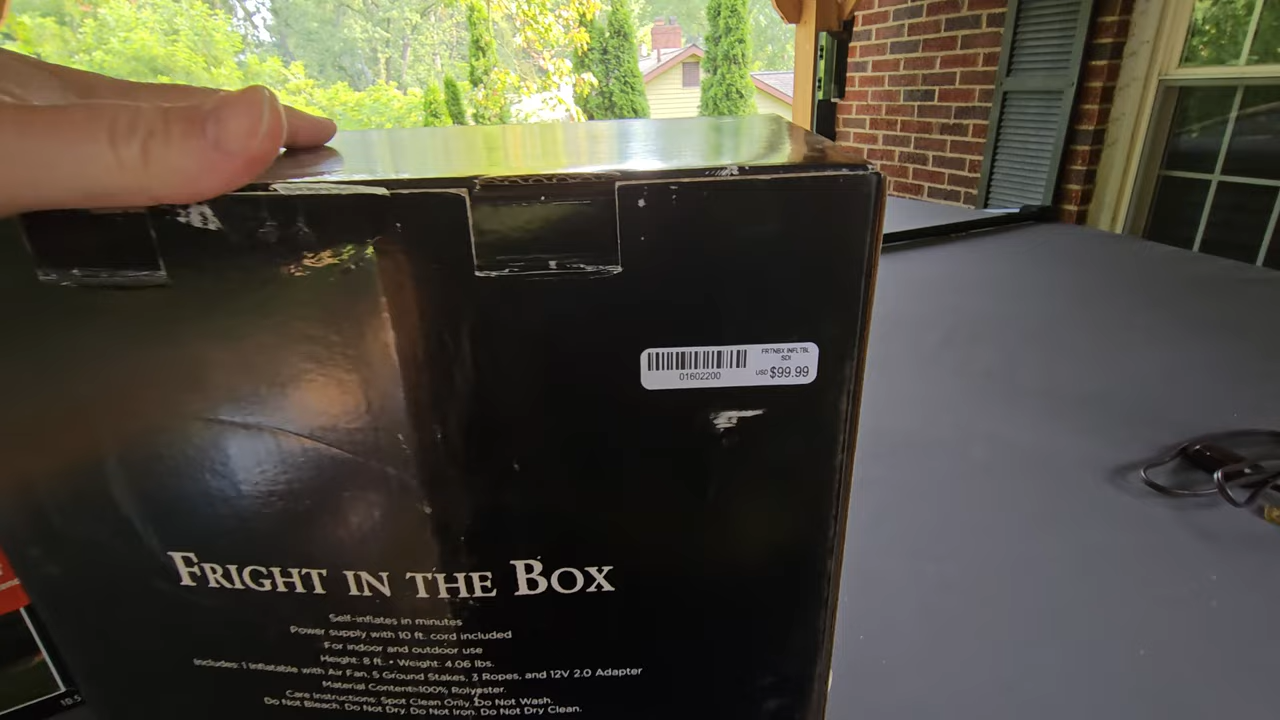 FRTNBX INFLTBL
SDI
01602200
USD $99.99
FRIGHT IN THE BOX
Self-inflates in minutes
Power supply with 10 ft. cord included
For indoor and outdoor use
Height: 8 ft. • Weight: 4.06 lbs.
Includes: 1 Inflatable with Air Fan, 5 Ground Stakes, 3 Ropes, and 12V 2.0 Adapter
Material Content: 100% Polyester.
Care Instructions: Spot Clean Only. Do Not Wash.
Do Not Bleach. Do Not Dry. Do Not Iron. Do Not Dry Clean.
10.5